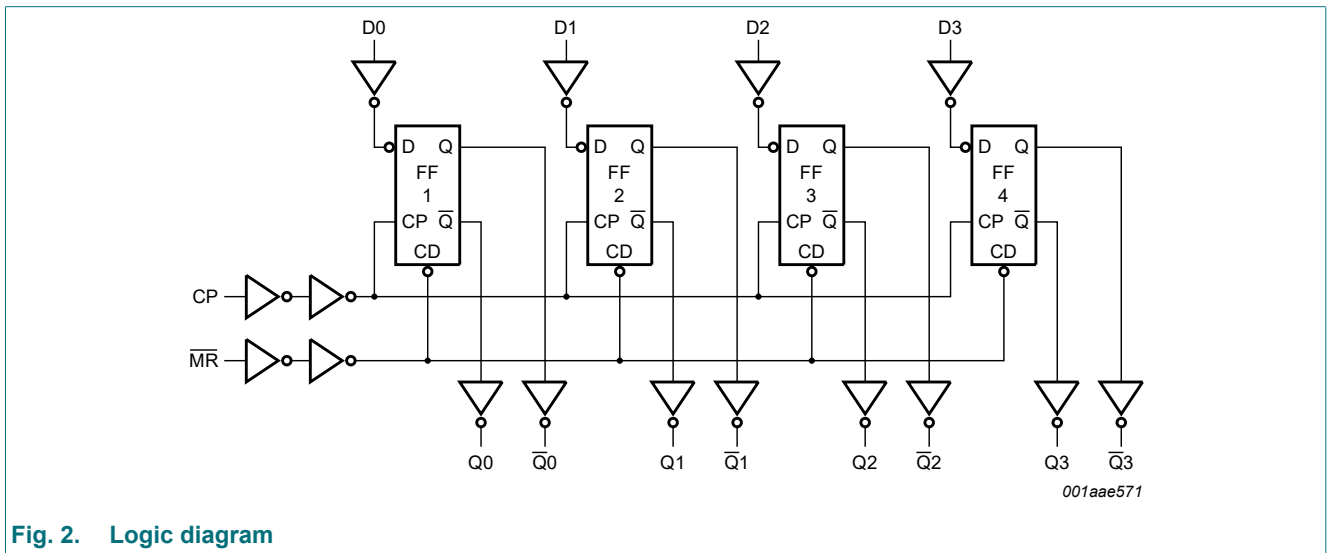 D0 D1 D2 D3
D Q D Q D Q D Q
FF FF FF FF
1 2 3 4
CP Q̅ CP Q̅ CP Q̅ CP Q̅
CD CD CD CD
CP
M̅R̅
Q0 Q̅0 Q1 Q̅1 Q2 Q̅2 Q3 Q̅3
001aae571
Fig. 2. Logic diagram